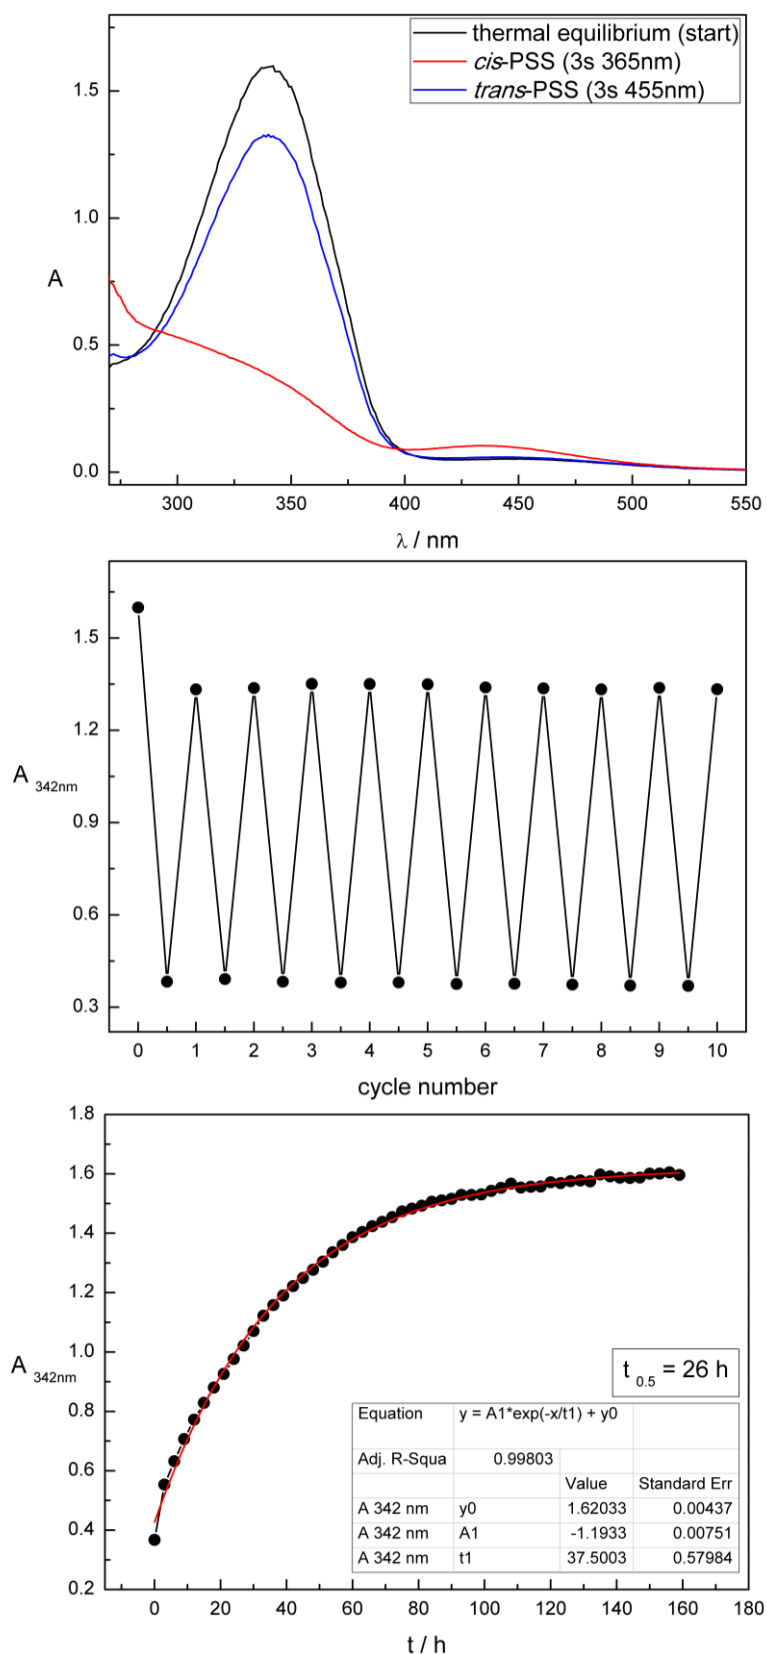 thermal equilibrium (start)
cis-PSS (3s 365nm)
trans-PSS (3s 455nm)
1.5
1.0
A
0.5
0.0
300 350 400 450 500 550
λ / nm
1.5
1.2
A 342nm
0.9
0.6
0.3
0 1 2 3 4 5 6 7 8 9 10
cycle number
1.8
1.6
1.4
1.2
1.0
A 342nm
t 0.5 = 26 h
0.8
0.6
0.4
0.2
Equation y = A1*exp(-x/t1) + y0
Adj. R-Squa 0.99803
Value Standard Err
A 342 nm y0 1.62033 0.00437
A 342 nm A1 -1.1933 0.00751
A 342 nm t1 37.5003 0.57984
0 20 40 60 80 100 120 140 160 180
t / h